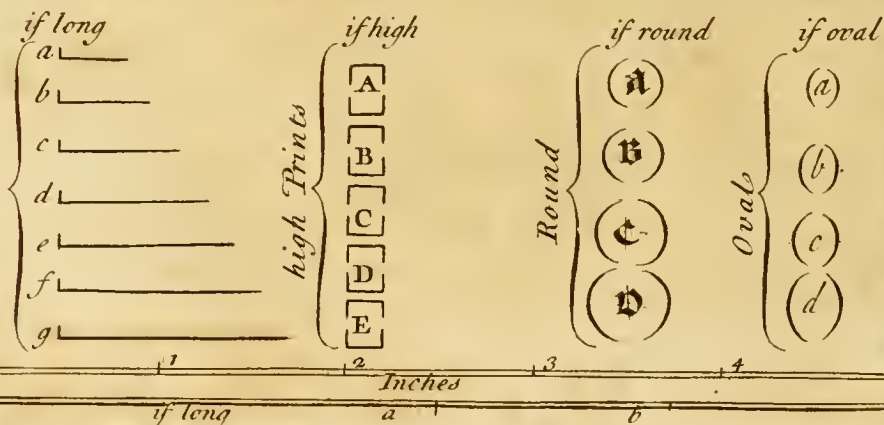 if long if high if round if oval
a A 𝕬 a
b B 𝕭 b
c C 𝕮 c
d D 𝕯 d
e E
f
g
high Prints
Round
Oval
1 2 3 4
Inches
if long a b